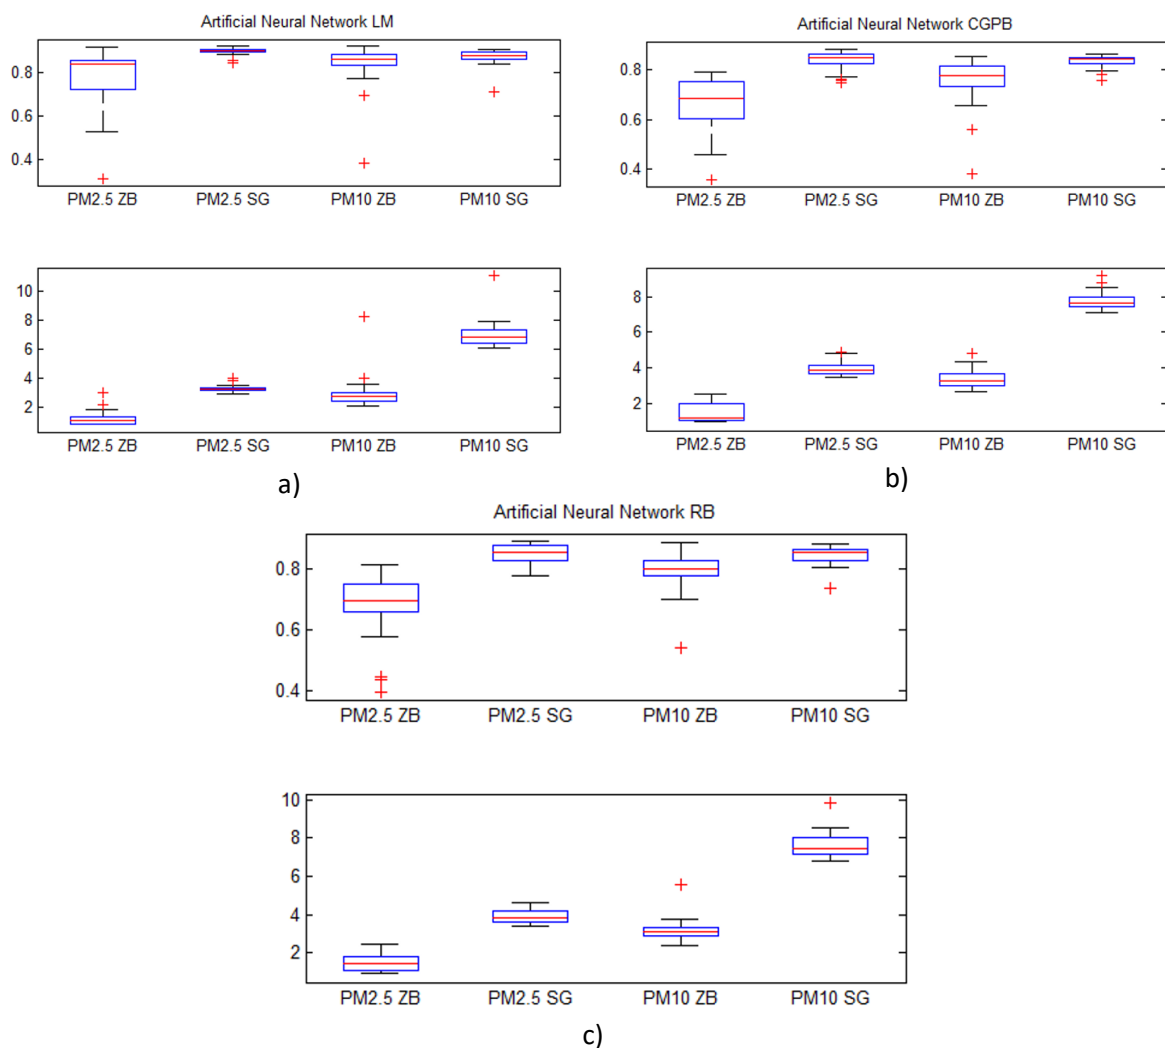 Artificial Neural Network LM
0.8
0.6
0.4
PM2.5 ZB PM2.5 SG PM10 ZB PM10 SG
10
8
6
4
2
PM2.5 ZB PM2.5 SG PM10 ZB PM10 SG
a)
Artificial Neural Network CGPB
0.8
0.6
0.4
PM2.5 ZB PM2.5 SG PM10 ZB PM10 SG
8
6
4
2
PM2.5 ZB PM2.5 SG PM10 ZB PM10 SG
b)
Artificial Neural Network RB
0.8
0.6
0.4
PM2.5 ZB PM2.5 SG PM10 ZB PM10 SG
10
8
6
4
2
PM2.5 ZB PM2.5 SG PM10 ZB PM10 SG
c)